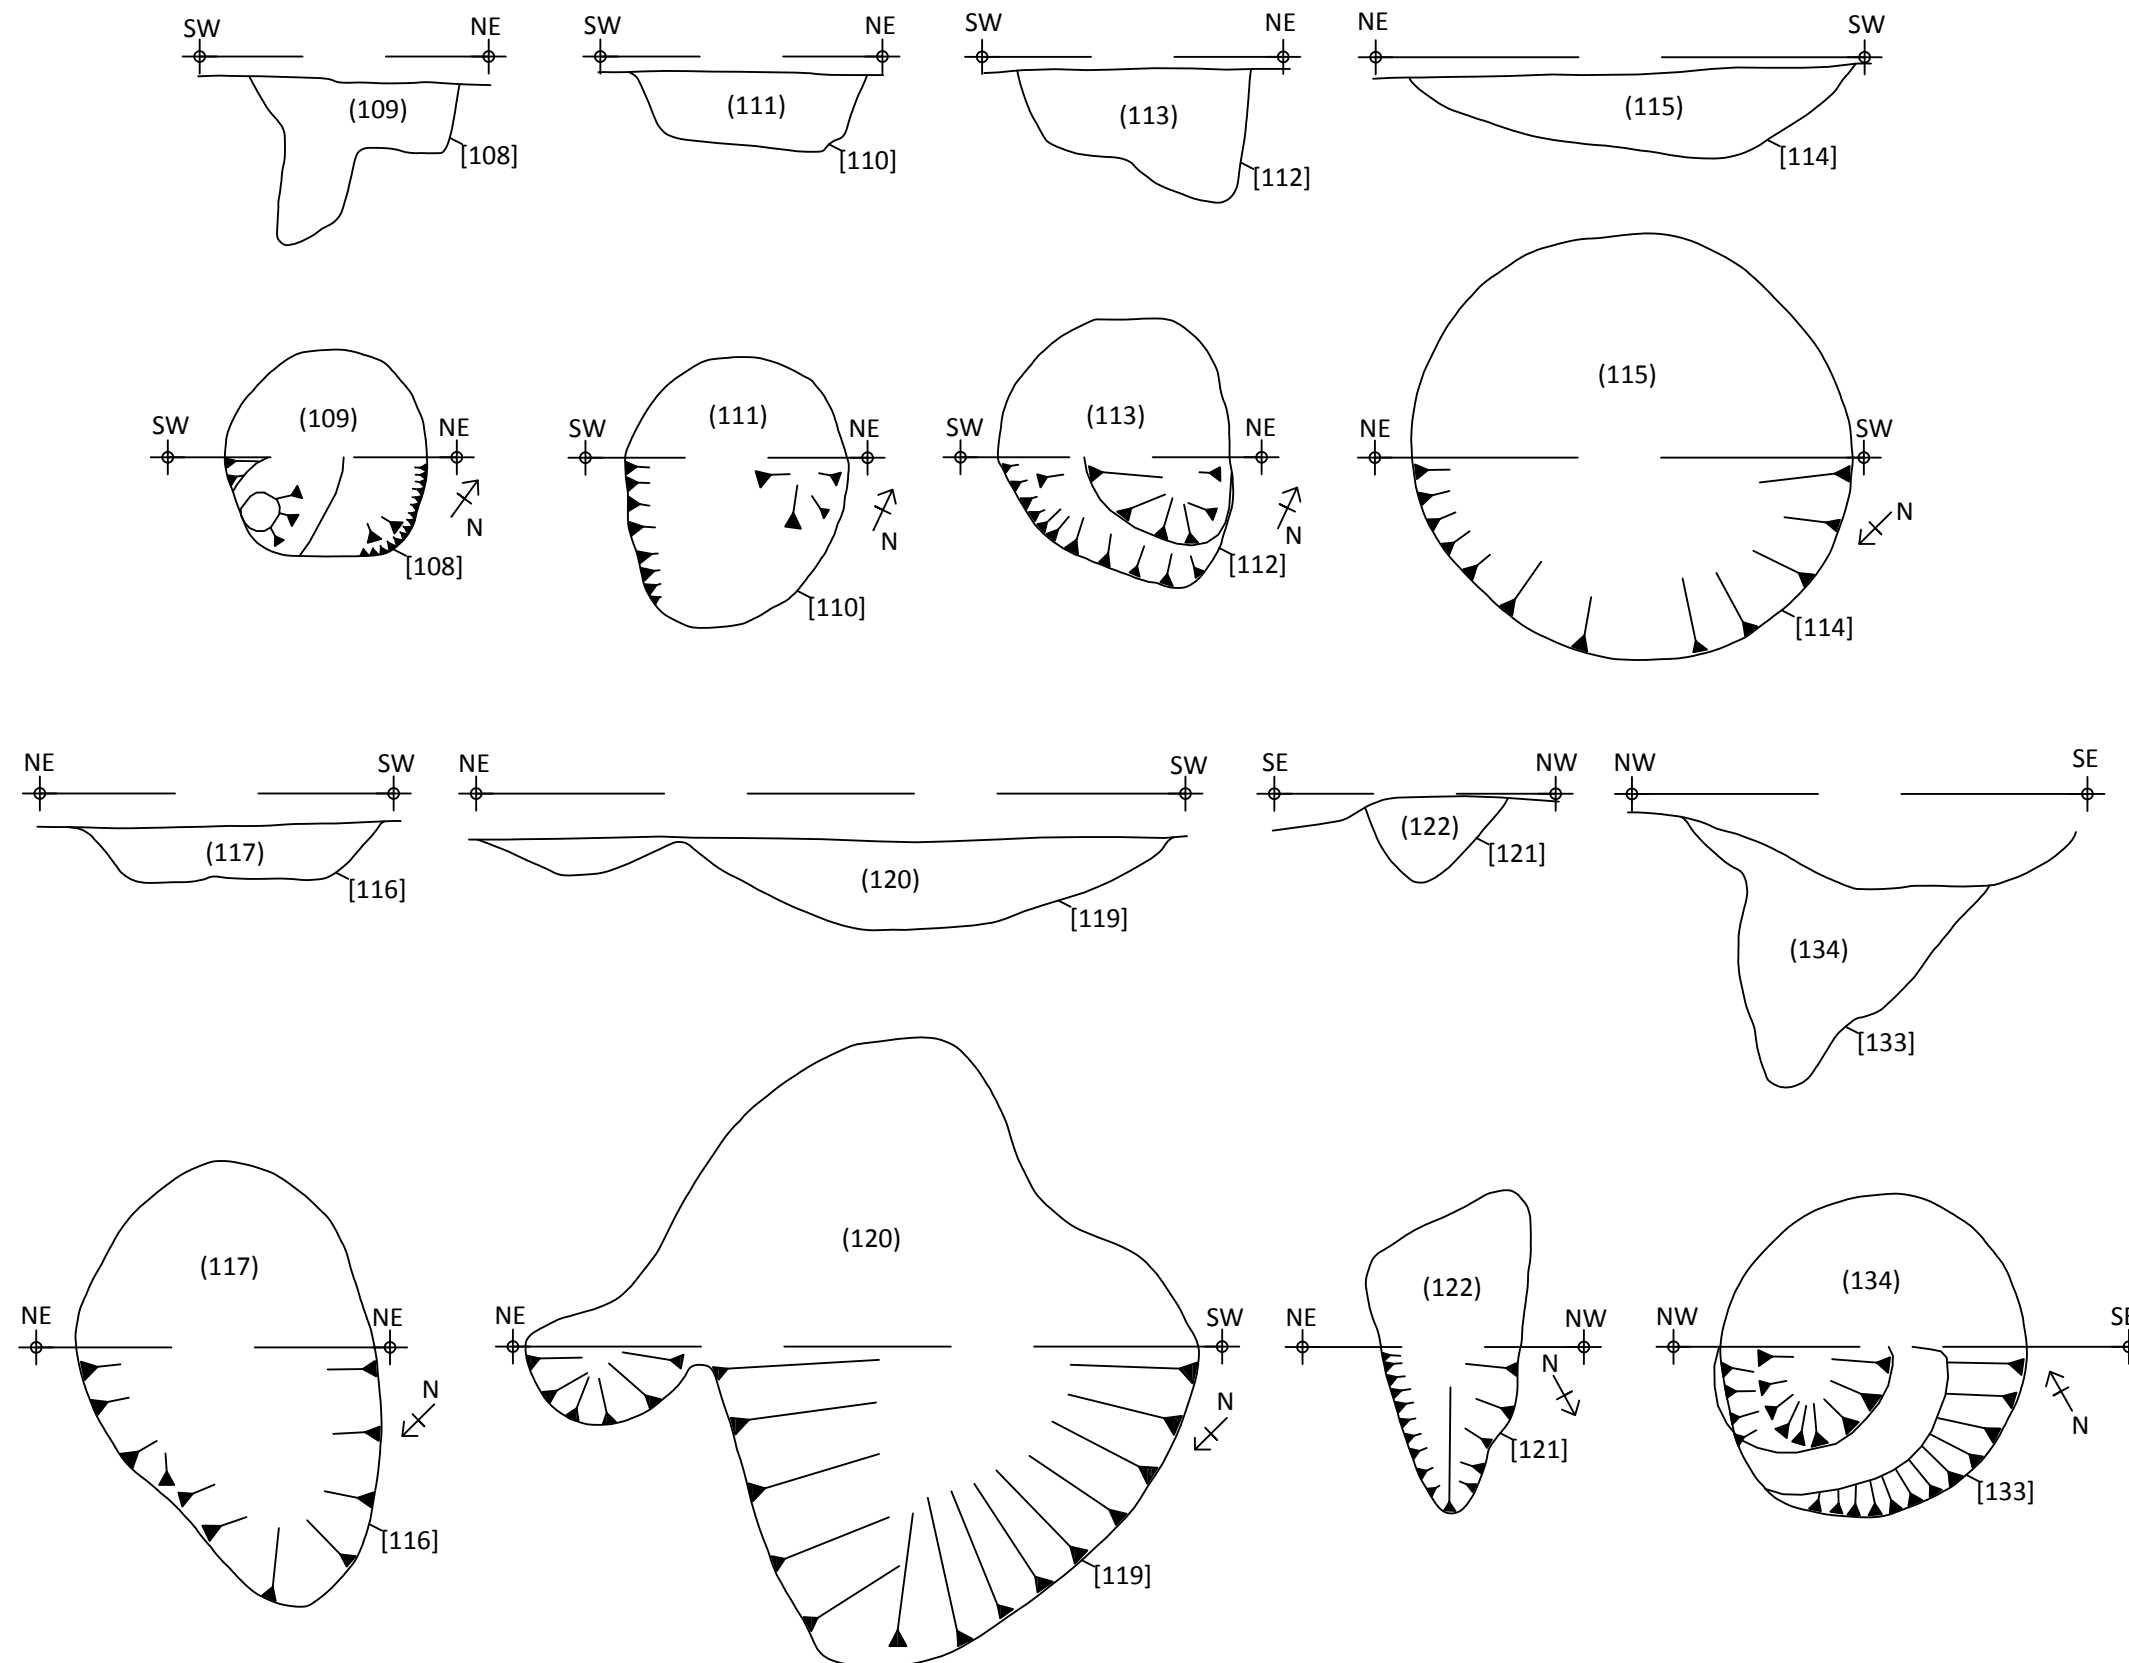 SW NE SW NE SW NE NE SW
(109) (111) (113) (115)
[108] [110] [112] [114]
(109) (111) (113) (115)
SW NE SW NE SW NE NE SW
N N N N
[108] [110] [112] [114]
NE SW NE SW SE NW NW SE
(117) (120) (122) (134)
[116] [119] [121] [133]
(117) (120) (122) (134)
NE NE NE SW NE NW NW SE
N N N N
[116] [119] [121] [133]